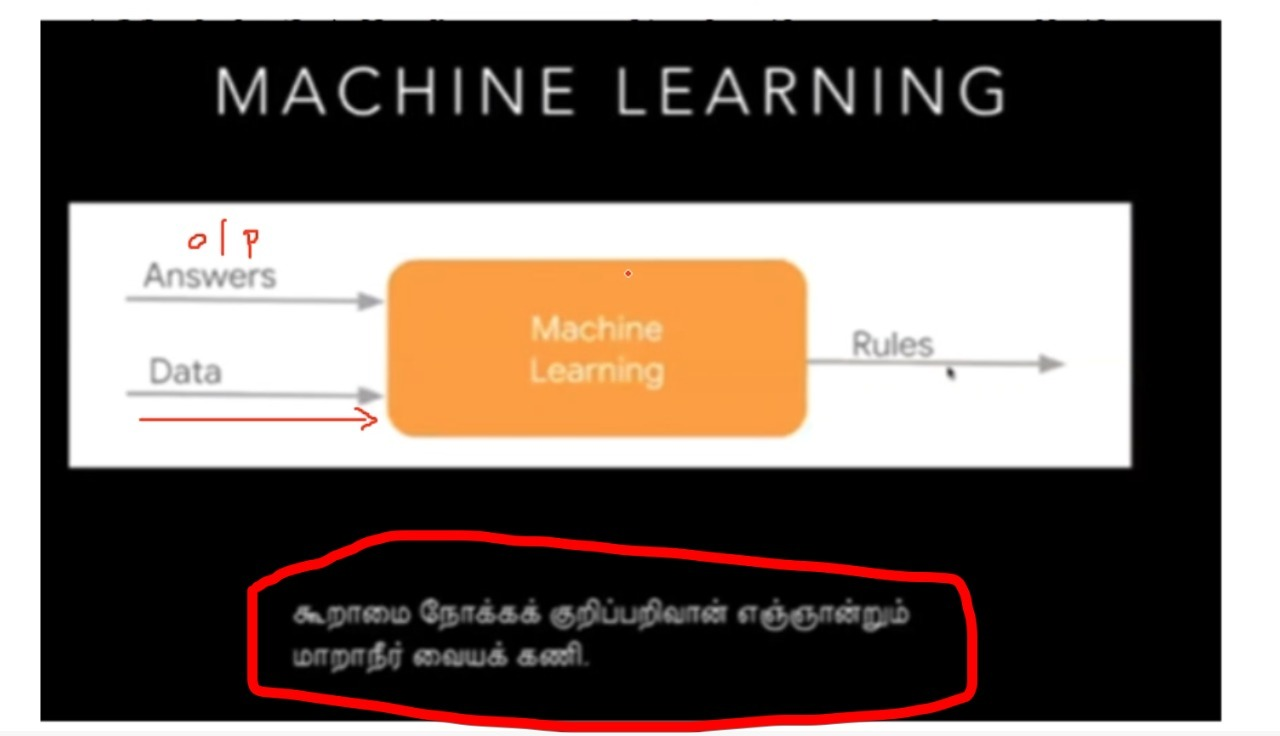 MACHINE LEARNING
o/p
Answers
Data
Machine
Learning
Rules
கூறாமை நோக்கக் குறிப்பறிவான் எஞ்ஞான்றும்
மாறாநீர் வையக் கணி.